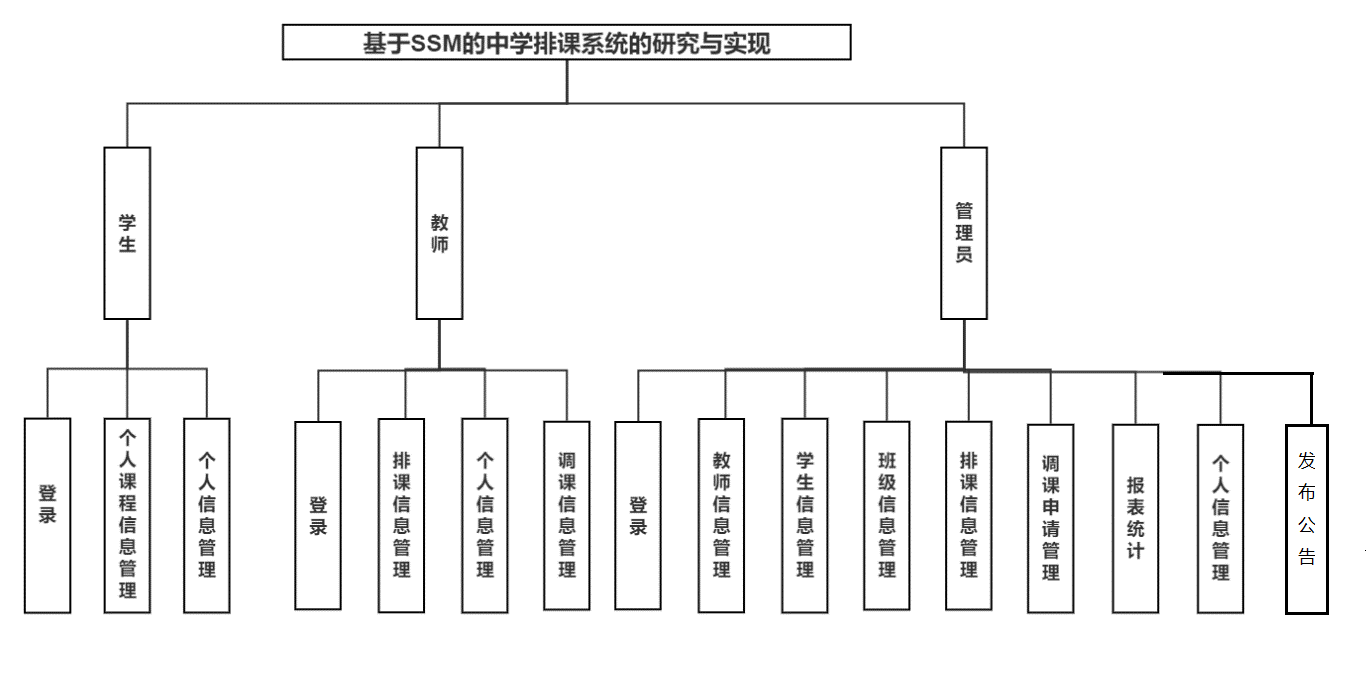 基于SSM的中学排课系统的研究与实现
学生
教师
管理员
登录
个人课程信息管理
个人信息管理
登录
排课信息管理
个人信息管理
调课信息管理
登录
教师信息管理
学生信息管理
班级信息管理
排课信息管理
调课申请管理
报表统计
个人信息管理
发布公告